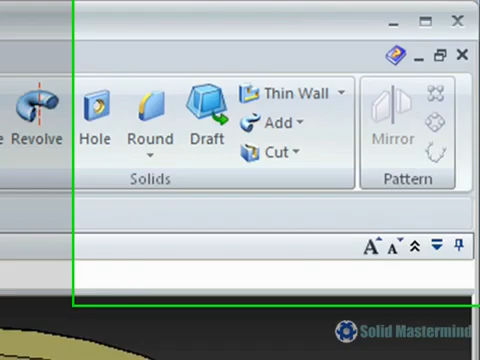 Thin Wall
Add
Cut
e Revolve Hole Round Draft Mirror
Solids Pattern
A A
Solid Mastermind